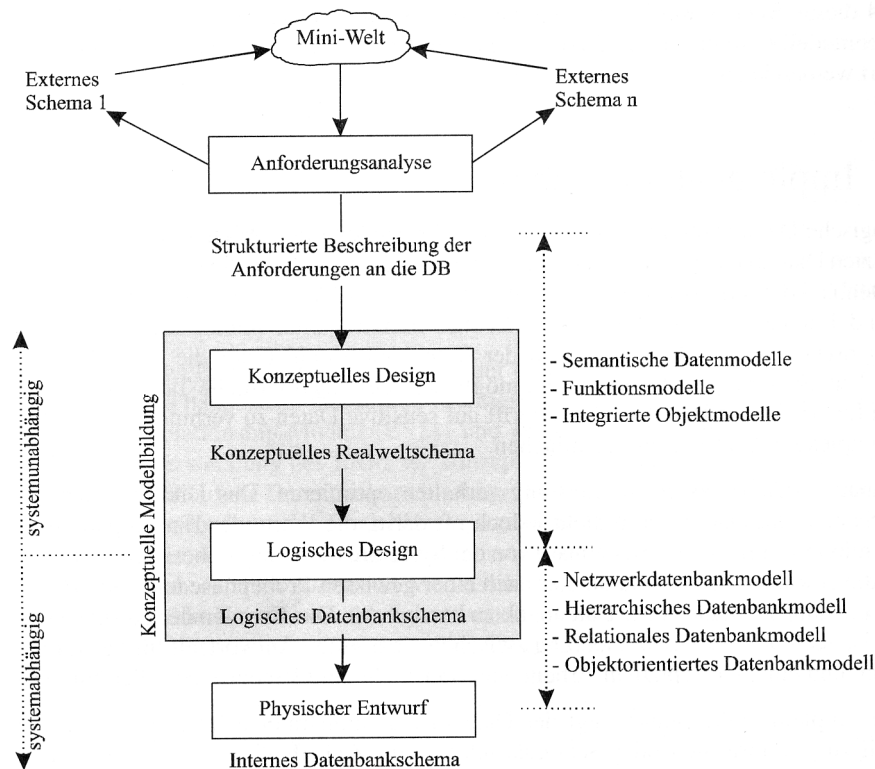 Mini-Welt
Externes
Schema 1
Externes
Schema n
Anforderungsanalyse
Strukturierte Beschreibung der
Anforderungen an die DB
systemunabhängig
systemabhängig
Konzeptuelle Modellbildung
Konzeptuelles Design
Konzeptuelles Realweltschema
Logisches Design
Logisches Datenbankschema
Physischer Entwurf
Internes Datenbankschema
- Semantische Datenmodelle
- Funktionsmodelle
- Integrierte Objektmodelle
- Netzwerkdatenbankmodell
- Hierarchisches Datenbankmodell
- Relationales Datenbankmodell
- Objektorientiertes Datenbankmodell